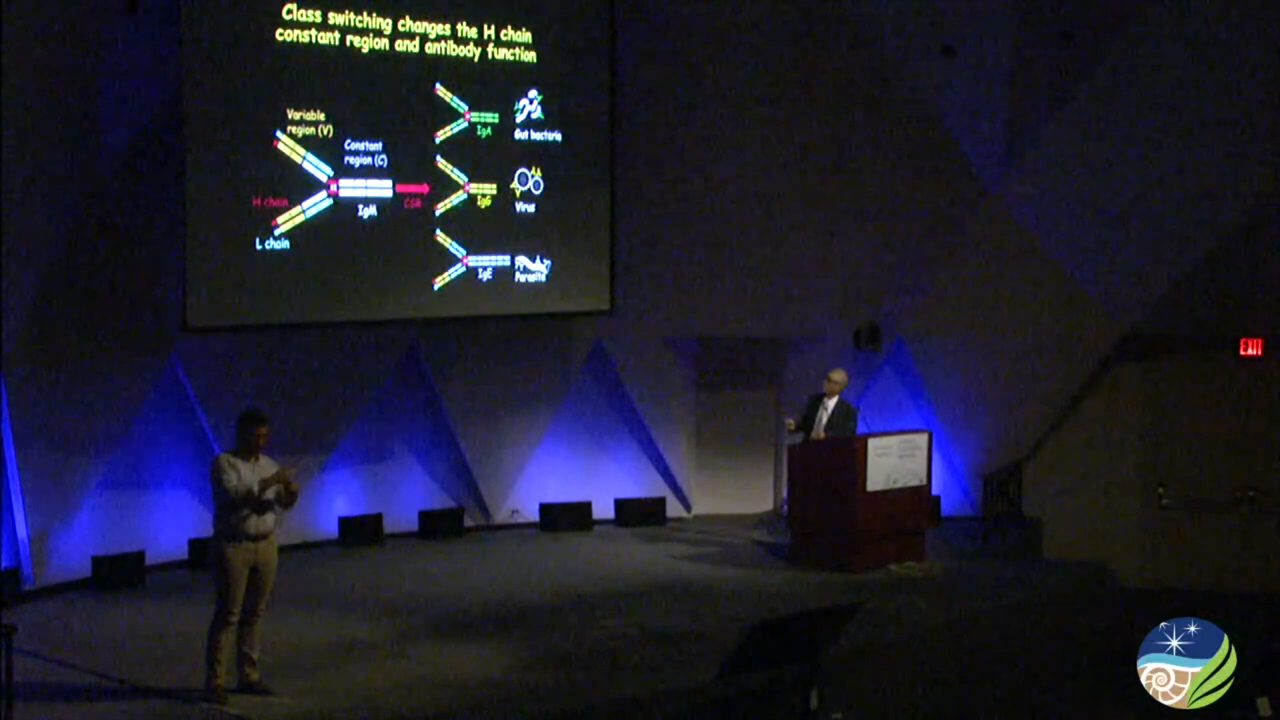 Class switching changes the H chain
constant region and antibody function
Variable
region (V)
Constant
region (C)
H chain
L chain
IgM
CSR
IgA
Gut bacteria
IgG
Virus
IgE
Parasite
EXIT